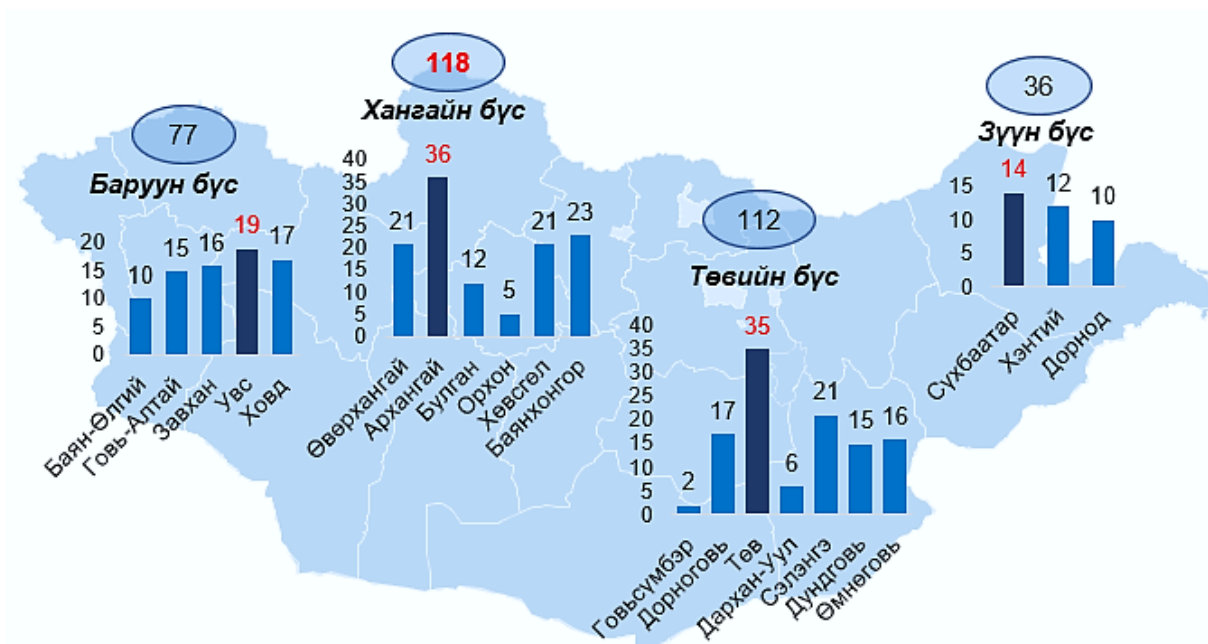 77
Баруун бүс
20
15
10
5
0
10
15
16
19
17
Баян-Өлгий
Говь-Алтай
Завхан
Увс
Ховд
118
Хангайн бүс
40
35
30
25
20
15
10
5
0
21
36
12
5
21
23
Өвөрхангай
Архангай
Булган
Орхон
Хөвсгөл
Баянхонгор
112
Төвийн бүс
40
35
30
25
20
15
10
5
0
2
17
35
6
21
15
16
Говьсүмбэр
Дорноговь
Төв
Дархан-Уул
Сэлэнгэ
Дундговь
Өмнөговь
36
Зүүн бүс
15
10
5
0
14
12
10
Сүхбаатар
Хэнтий
Дорнод